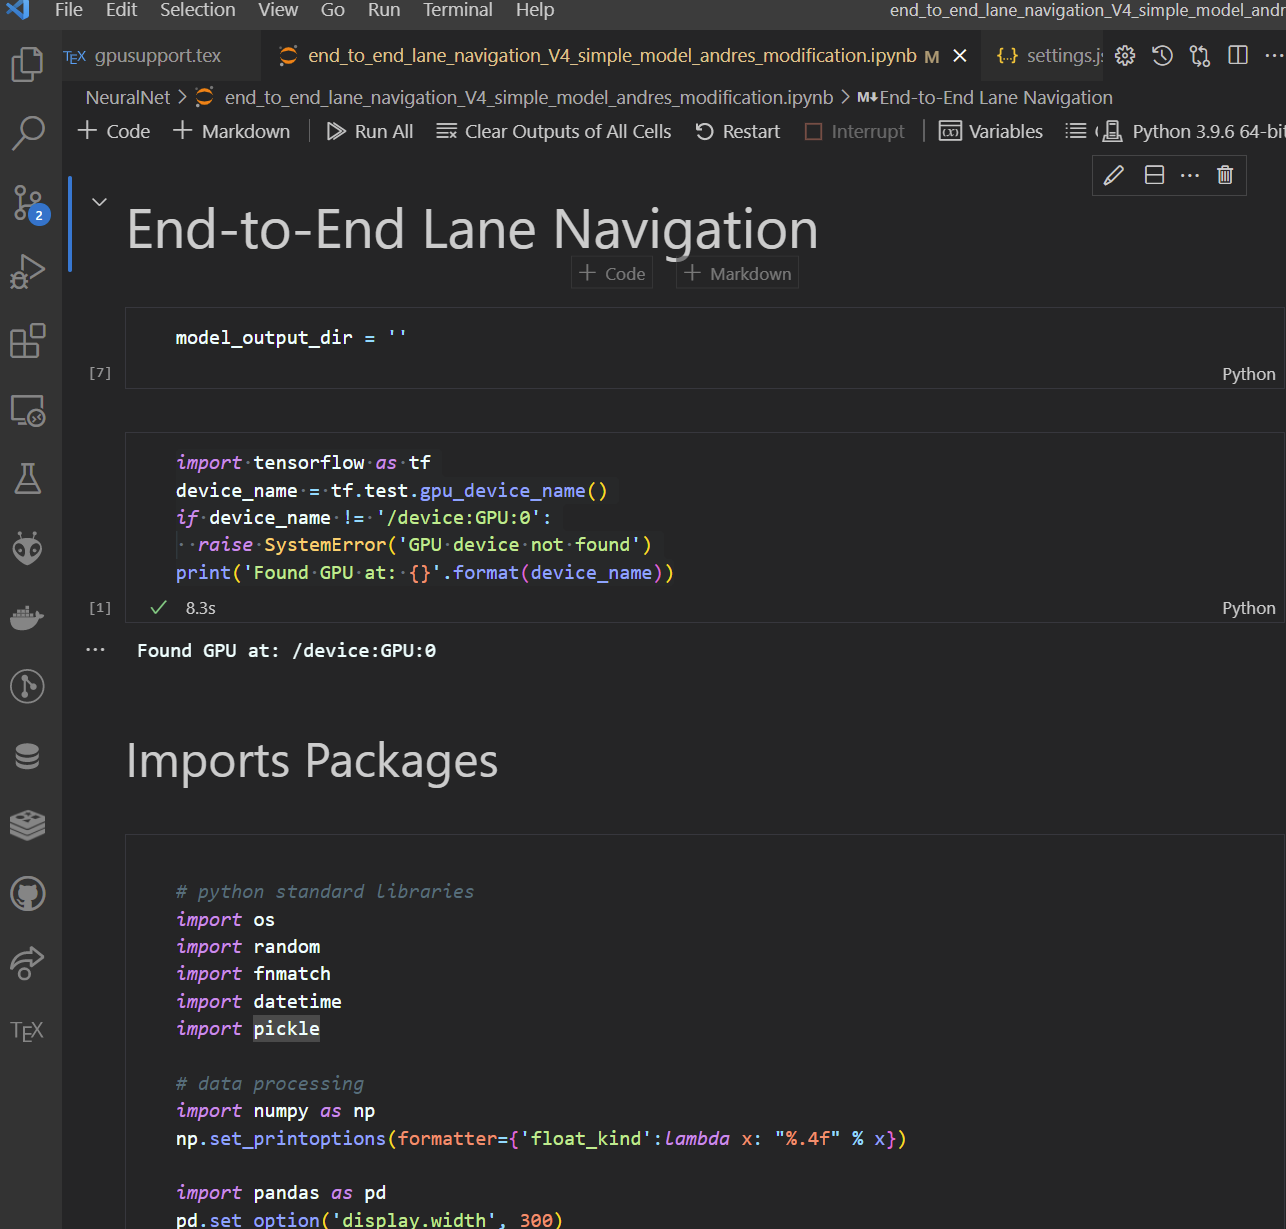 File Edit Selection View Go Run Terminal Help end_to_end_lane_navigation_V4_simple_model_andr
TEX gpusupport.tex end_to_end_lane_navigation_V4_simple_model_andres_modification.ipynb M settings.js
NeuralNet > end_to_end_lane_navigation_V4_simple_model_andres_modification.ipynb > M↓End-to-End Lane Navigation
+ Code + Markdown Run All Clear Outputs of All Cells Restart Interrupt Variables Python 3.9.6 64-bit
2
End-to-End Lane Navigation
+ Code + Markdown
model_output_dir = ''
[7] Python
import tensorflow as tf
device_name = tf.test.gpu_device_name()
if device_name != '/device:GPU:0':
  raise SystemError('GPU device not found')
print('Found GPU at: {}'.format(device_name))
[1] ✓ 8.3s Python
... Found GPU at: /device:GPU:0
Imports Packages
# python standard libraries
import os
import random
import fnmatch
import datetime
import pickle
TEX
# data processing
import numpy as np
np.set_printoptions(formatter={'float_kind':lambda x: "%.4f" % x})
import pandas as pd
pd.set_option('display.width', 300)